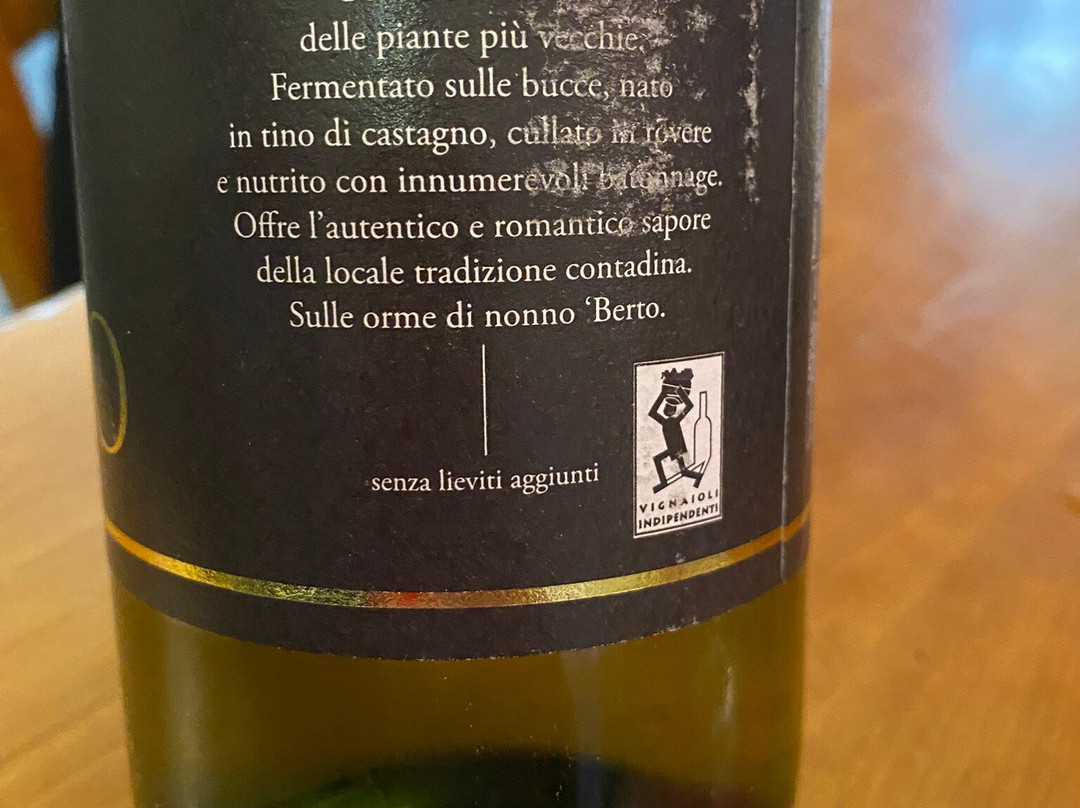 delle piante più vecchie.
Fermentato sulle bucce, nato
in tino di castagno, cullato in rovere
e nutrito con innumerevoli batonnage.
Offre l'autentico e romantico sapore
della locale tradizione contadina.
Sulle orme di nonno ‘Berto.
senza lieviti aggiunti
VIGNAIOLI
INDIPENDENTI